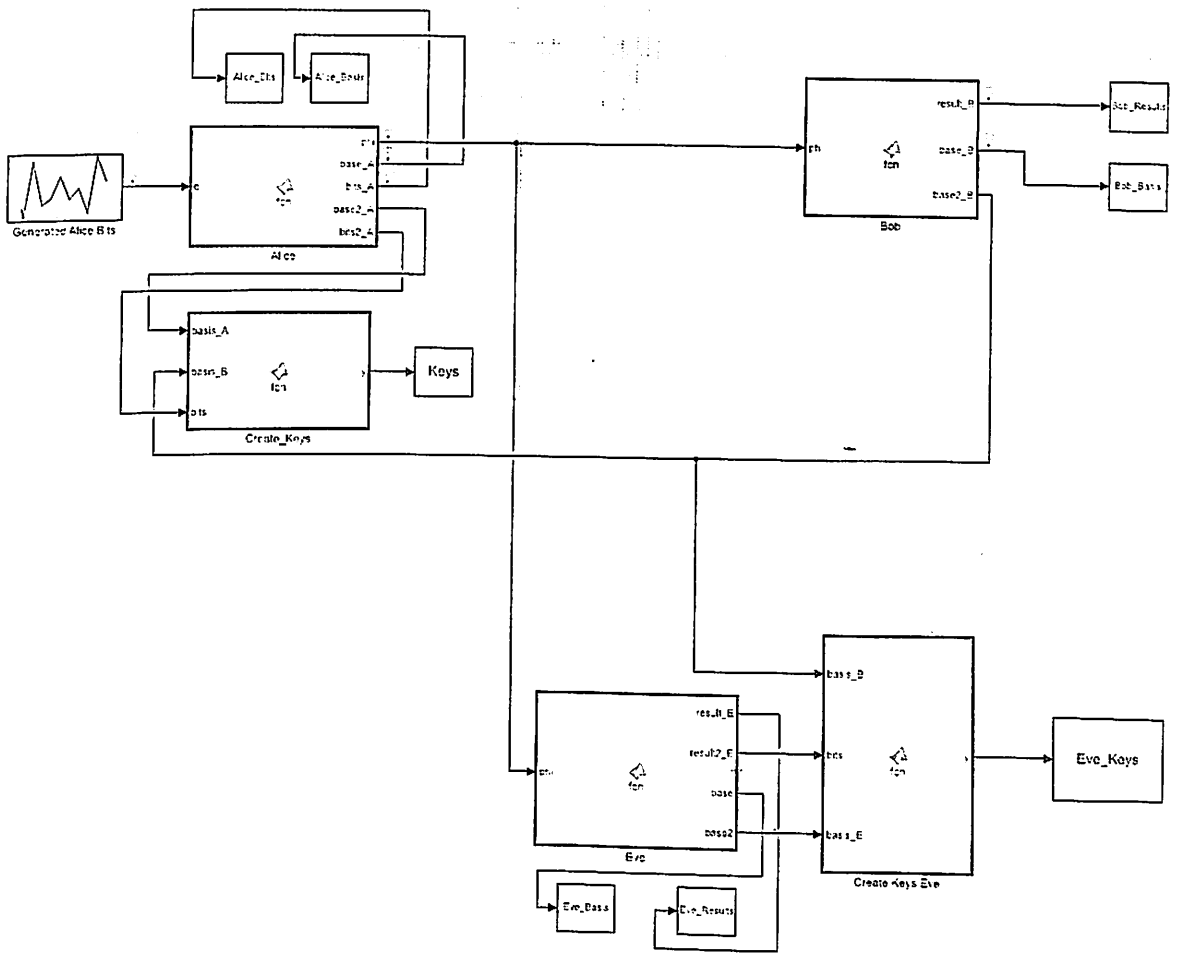 Alice_Bits
Alice_Basis
Generated Alice Bits
base_A
bits_A
base2_A
bits2_A
fcn
Alice
ph
fcn
result_B
base_B
base2_B
Bob
Bob_Results
Bob_Basis
basis_A
basis_B
bits
fcn
y
Create_Keys
Keys
fcn
result_E
result2_E
base
base2
Eve
basis_B
bits
basis_E
fcn
Create Keys Eve
Eve_Keys
Eve_Basis
Eve_Results